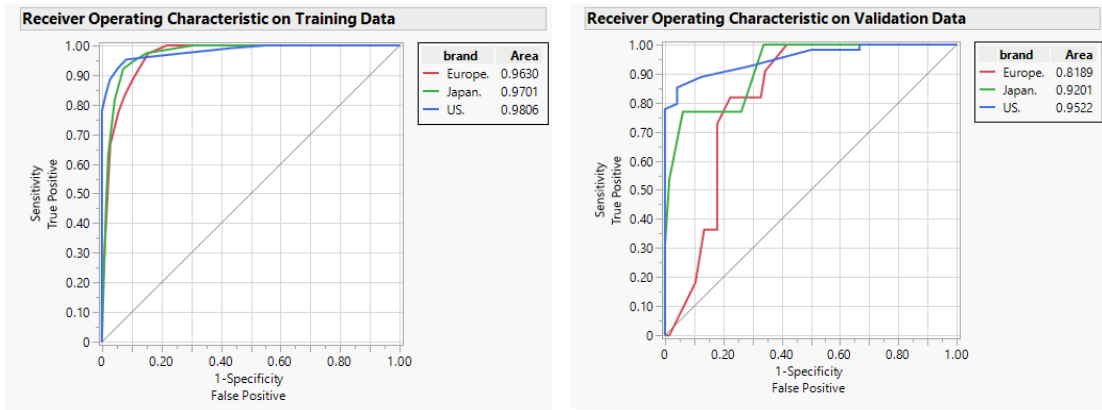 Receiver Operating Characteristic on Training Data
1.00
0.90
0.80
0.70
0.60
0.50
0.40
0.30
0.20
0.10
0
Sensitivity
True Positive
0 0.20 0.40 0.60 0.80 1.00
1-Specificity
False Positive
brand Area
Europe. 0.9630
Japan. 0.9701
US. 0.9806
Receiver Operating Characteristic on Validation Data
1.00
0.90
0.80
0.70
0.60
0.50
0.40
0.30
0.20
0.10
0
Sensitivity
True Positive
0 0.20 0.40 0.60 0.80 1.00
1-Specificity
False Positive
brand Area
Europe. 0.8189
Japan. 0.9201
US. 0.9522